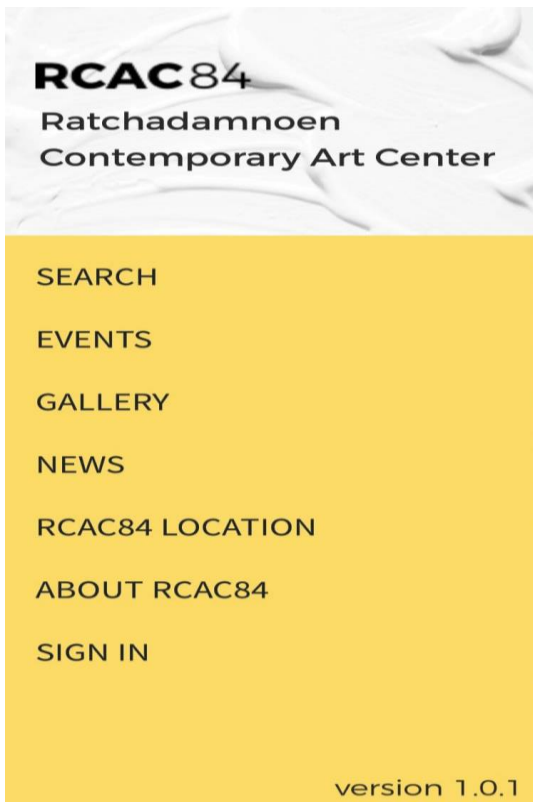 RCAC84
Ratchadamnoen
Contemporary Art Center
SEARCH
EVENTS
GALLERY
NEWS
RCAC84 LOCATION
ABOUT RCAC84
SIGN IN
version 1.0.1